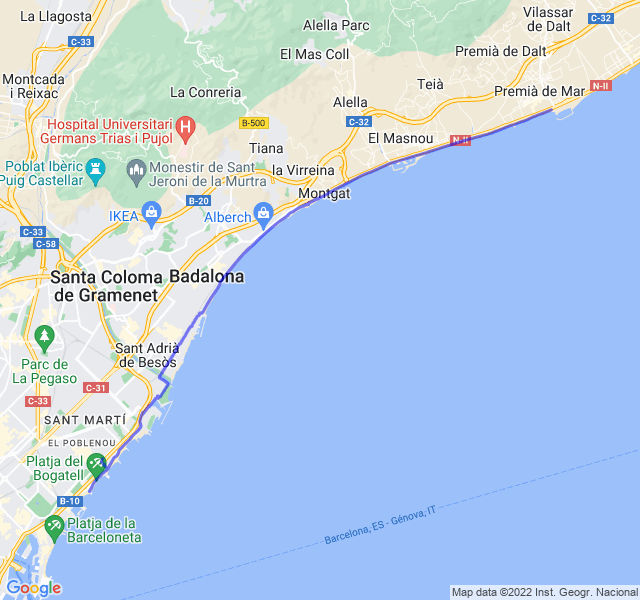 La Llagosta
C-33
Alella Parc
Vilassar
de Dalt
C-32
El Mas Coll
Premià de Dalt
Montcada
i Reixac
Teià
N-II
La Conreria
Premià de Mar
Alella
Hospital Universitari
Germans Trias i Pujol
H
B-500
C-32
El Masnou
N-II
Tiana
Poblat Ibèric
Puig Castellar
Monestir de Sant
Jeroni de la Murtra
la Virreina
Montgat
B-20
IKEA
Alberch
C-33
C-58
Santa Coloma
de Gramenet
Badalona
Sant Adrià
de Besòs
Parc de
La Pegaso
C-31
C-33
SANT MARTÍ
EL POBLENOU
Platja del
Bogatell
B-10
Platja de la
Barceloneta
Barcelona, ES - Génova, IT
Google
Map data ©2022 Inst. Geogr. Nacional